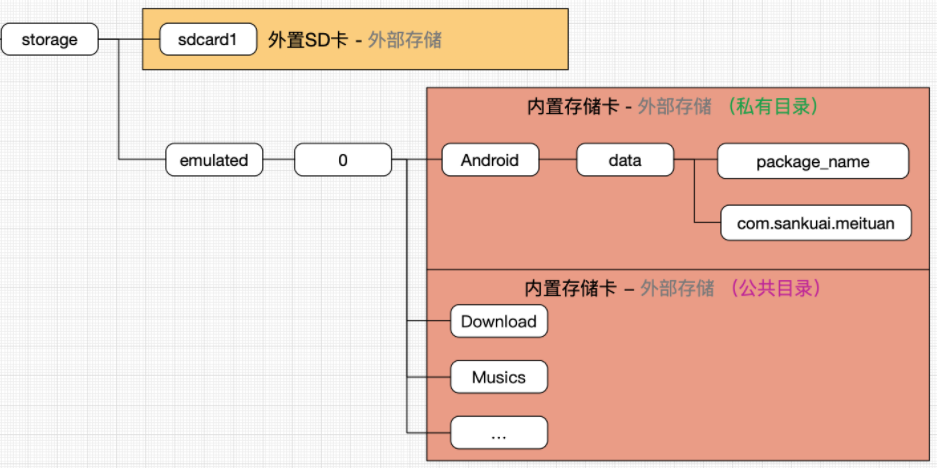 storage
sdcard1
外置SD卡 - 外部存储
内置存储卡 - 外部存储 （私有目录）
emulated
0
Android
data
package_name
com.sankuai.meituan
内置存储卡 – 外部存储 （公共目录）
Download
Musics
...